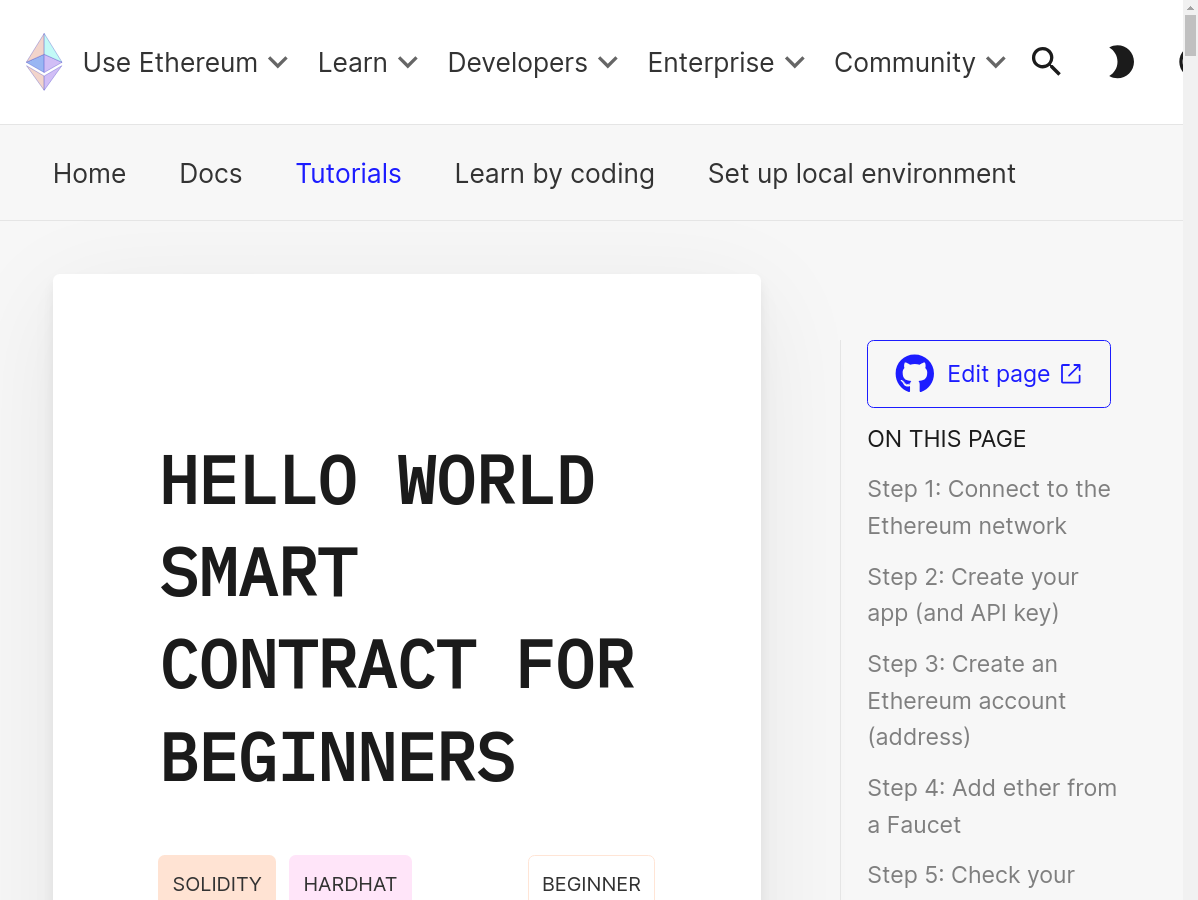 Use Ethereum Learn Developers Enterprise Community
Home Docs Tutorials Learn by coding Set up local environment
HELLO WORLD
SMART
CONTRACT FOR
BEGINNERS
SOLIDITY HARDHAT BEGINNER
Edit page
ON THIS PAGE
Step 1: Connect to the
Ethereum network
Step 2: Create your
app (and API key)
Step 3: Create an
Ethereum account
(address)
Step 4: Add ether from
a Faucet
Step 5: Check your